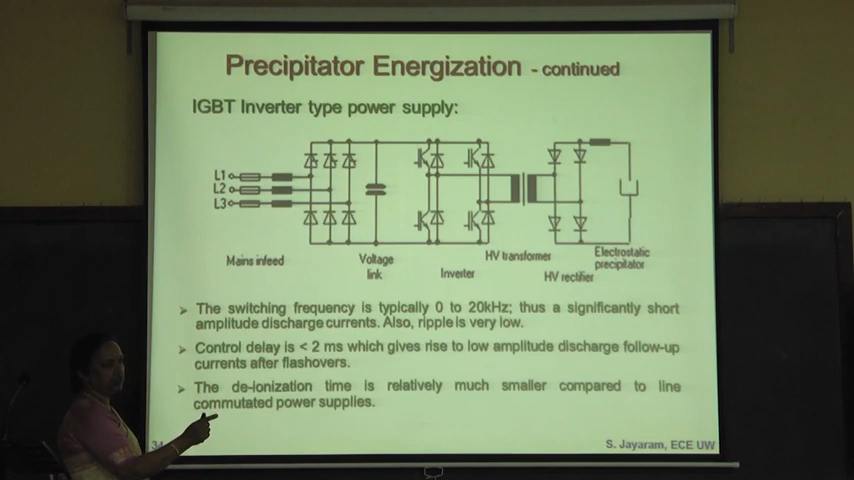 Precipitator Energization - continued
IGBT Inverter type power supply:
L1
L2
L3
Mains infeed
Voltage
link
Inverter
HV transformer
HV rectifier
Electrostatic
precipitator
➢ The switching frequency is typically 0 to 20kHz; thus a significantly short
amplitude discharge currents. Also, ripple is very low.
➢ Control delay is < 2 ms which gives rise to low amplitude discharge follow-up
currents after flashovers.
➢ The de-ionization time is relatively much smaller compared to line
commutated power supplies.
34
S. Jayaram, ECE UW